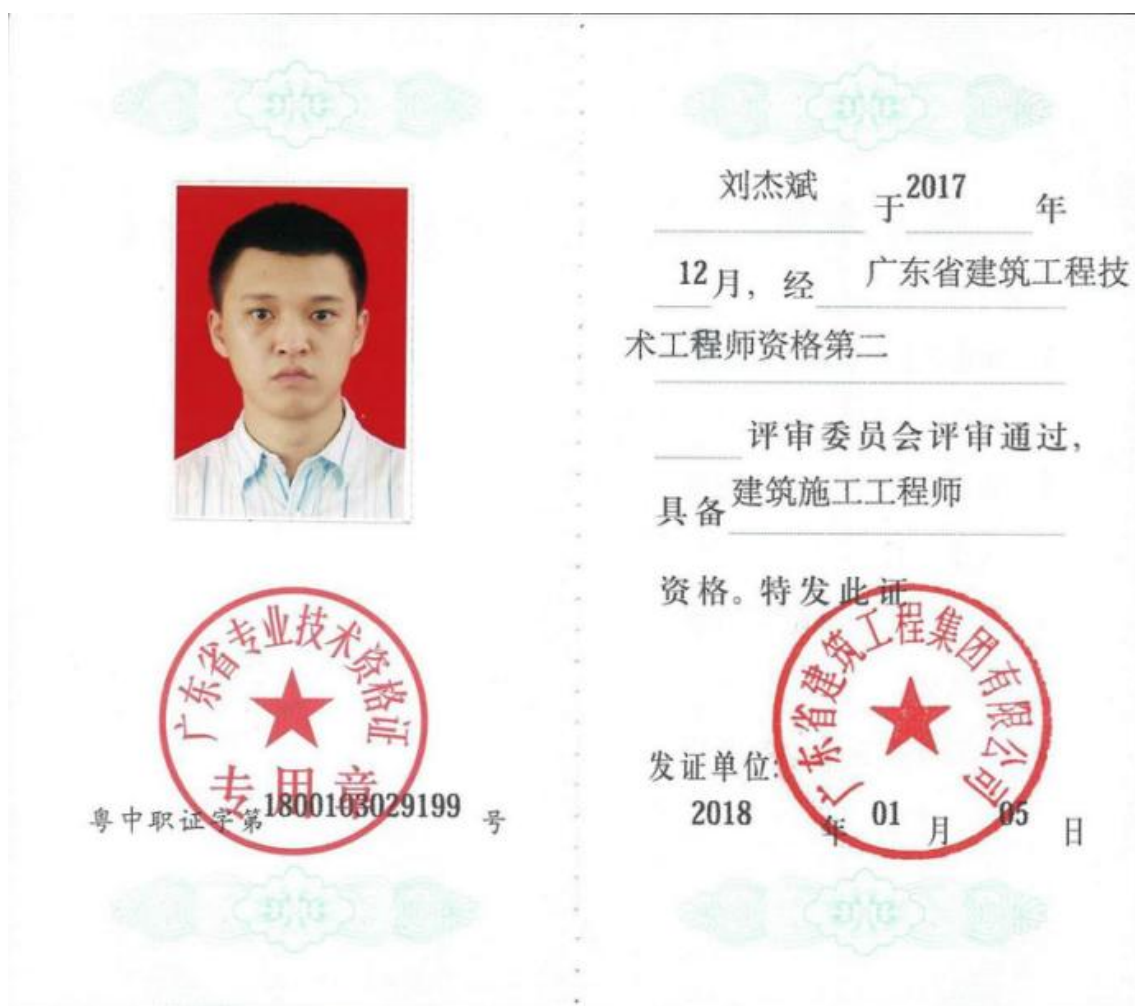 广东省专业技术资格证
专用章
粤中职证字第1800103029199 号
刘杰斌 于2017 年
12月，经 广东省建筑工程技
术工程师资格第二
评审委员会评审通过，
具备建筑施工工程师
资格。特发此证
广东省建筑工程集团有限公司
发证单位:
2018 年 01 月 05 日